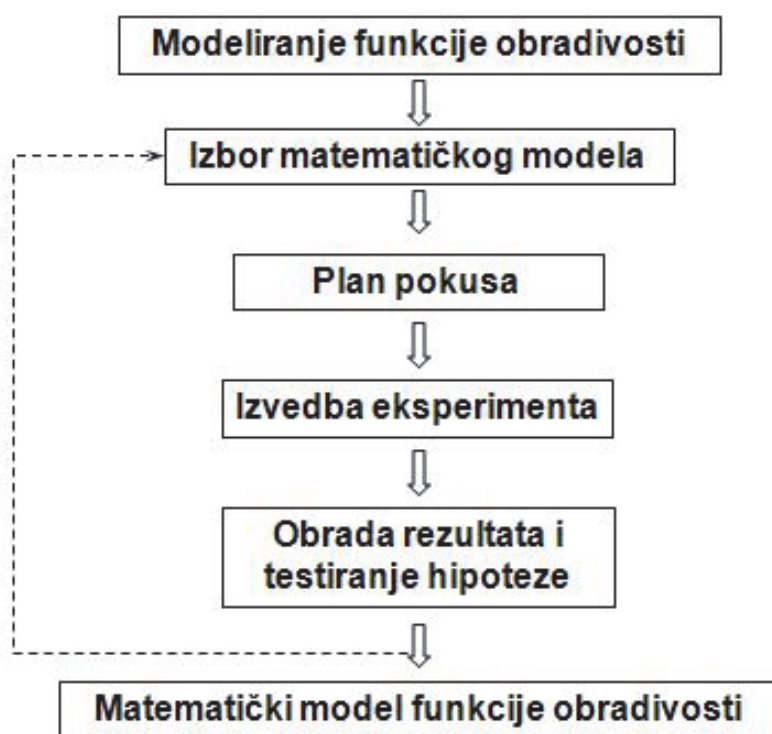 Modeliranje funkcije obradivosti
Izbor matematičkog modela
Plan pokusa
Izvedba eksperimenta
Obrada rezultata i
testiranje hipoteze
Matematički model funkcije obradivosti